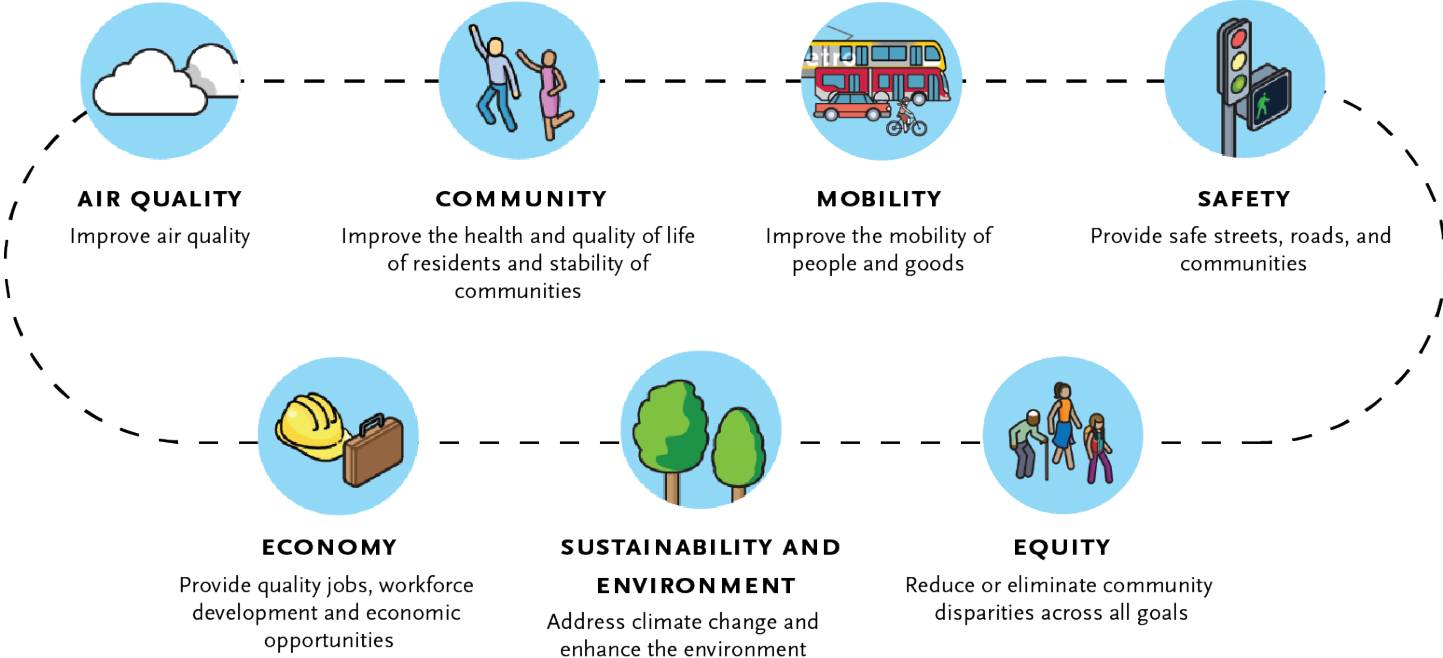 etro
AIR QUALITY
Improve air quality
COMMUNITY
Improve the health and quality of life
of residents and stability of
communities
MOBILITY
Improve the mobility of
people and goods
SAFETY
Provide safe streets, roads, and
communities
ECONOMY
Provide quality jobs, workforce
development and economic
opportunities
SUSTAINABILITY AND
ENVIRONMENT
Address climate change and
enhance the environment
EQUITY
Reduce or eliminate community
disparities across all goals